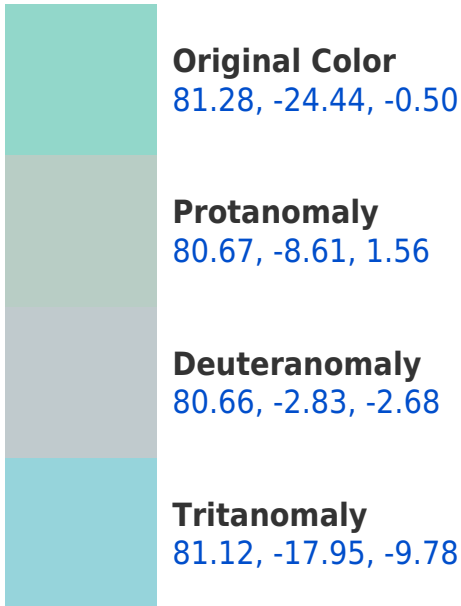 Original Color
81.28, -24.44, -0.50
Protanomaly
80.67, -8.61, 1.56
Deuteranomaly
80.66, -2.83, -2.68
Tritanomaly
81.12, -17.95, -9.78